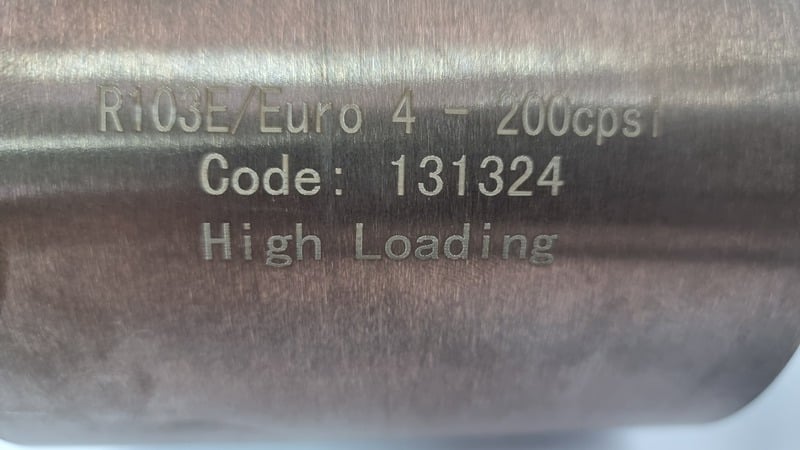 R103E/Euro 4 - 200cpsi
Code: 131324
High Loading